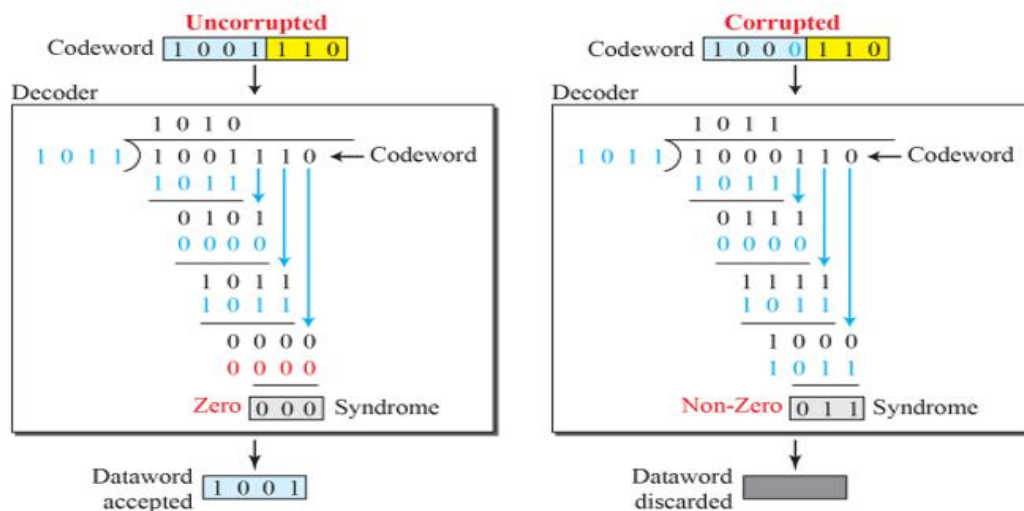 Uncorrupted
Codeword 1 0 0 1 1 1 0
Decoder
1 0 1 0
1 0 1 1 ) 1 0 0 1 1 1 0 Codeword
1 0 1 1
0 1 0 1
0 0 0 0
1 0 1 1
1 0 1 1
0 0 0 0
0 0 0 0
Zero 0 0 0 Syndrome
Dataword
accepted 1 0 0 1
Corrupted
Codeword 1 0 0 0 1 1 0
Decoder
1 0 1 1
1 0 1 1 ) 1 0 0 0 1 1 0 Codeword
1 0 1 1
0 1 1 1
0 0 0 0
1 1 1 1
1 0 1 1
1 0 0 0
1 0 1 1
Non-Zero 0 1 1 Syndrome
Dataword
discarded